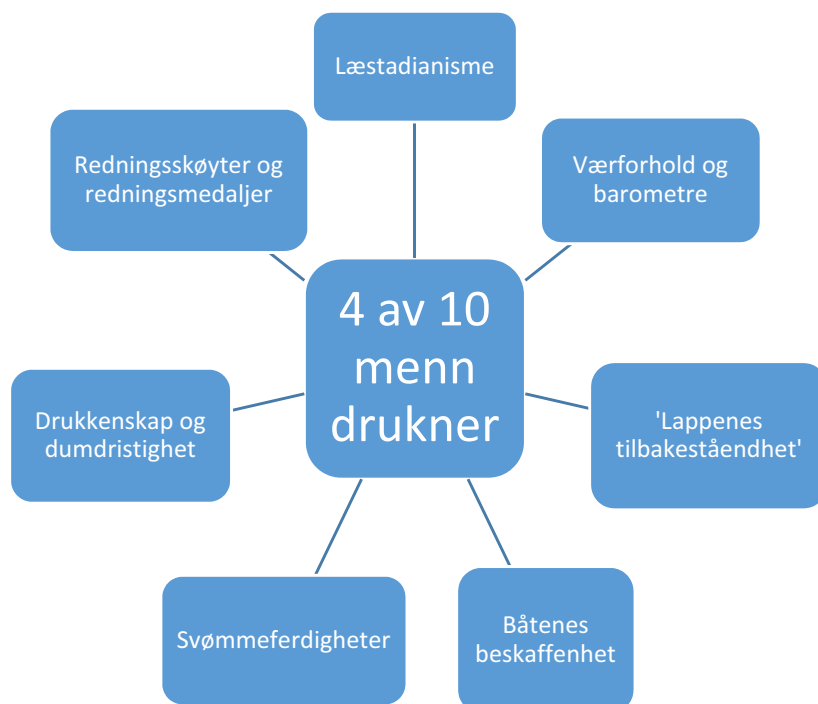 Læstadianisme
Redningsskøyter og
redningsmedaljer
Værforhold og
barometre
4 av 10
menn
drukner
Drukkenskap og
dumdristighet
'Lappenes
tilbakeståendhet'
Svømmeferdigheter
Båtenes
beskaffenhet